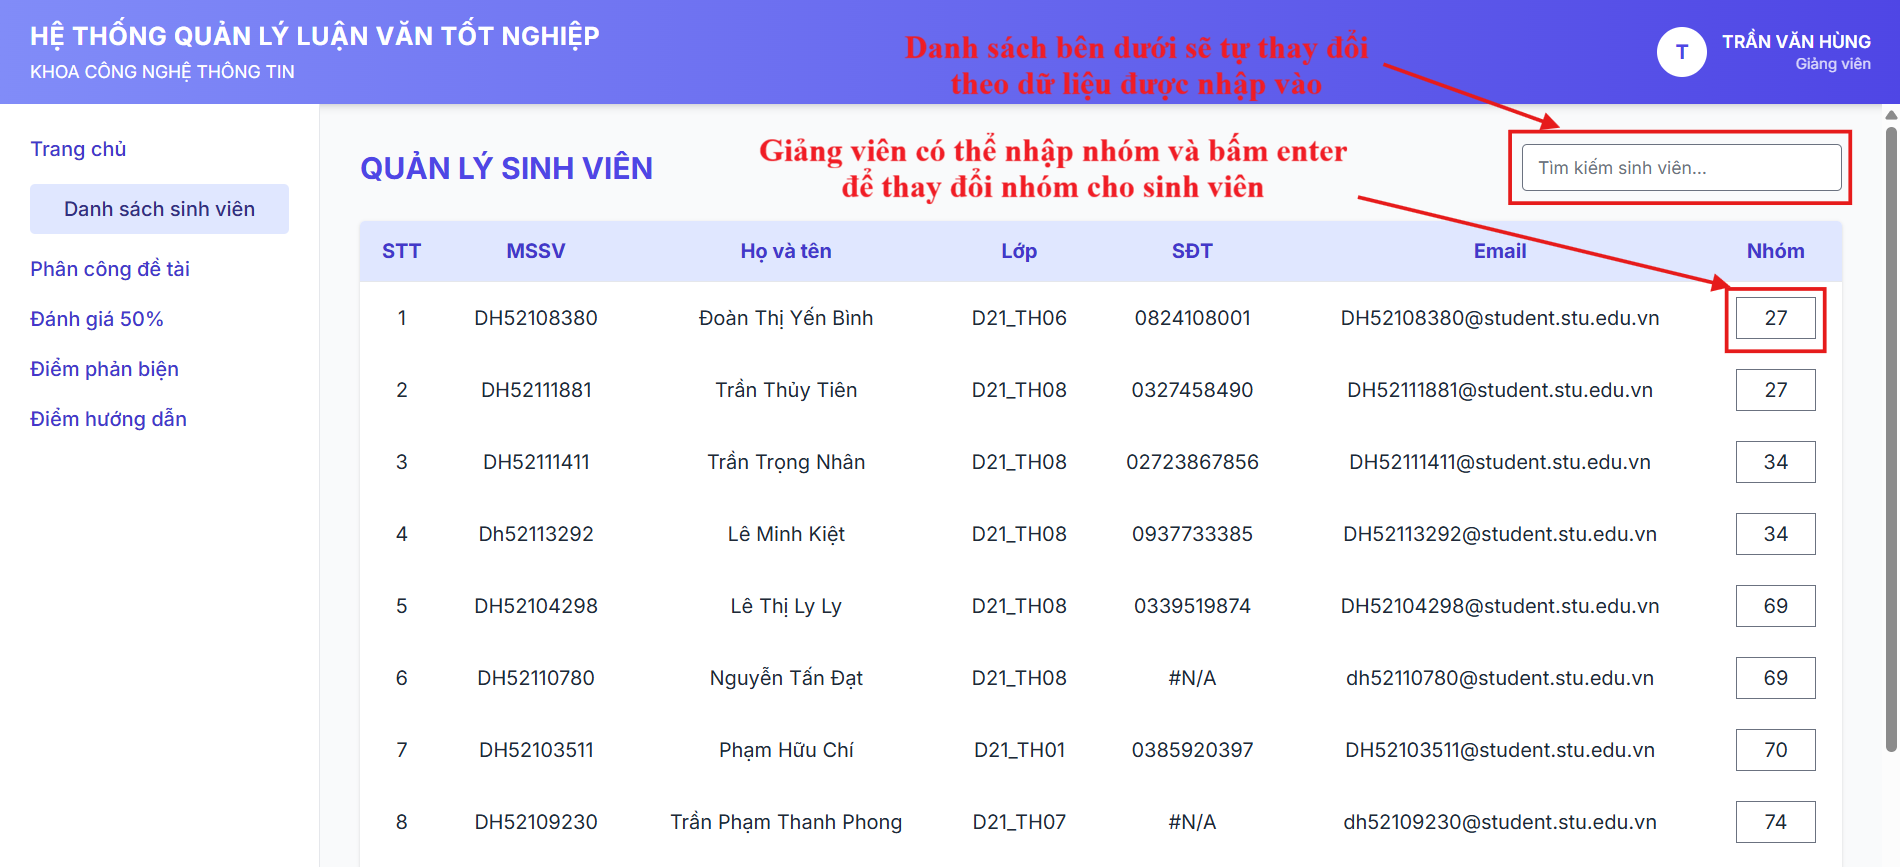 HỆ THỐNG QUẢN LÝ LUẬN VĂN TỐT NGHIỆP
KHOA CÔNG NGHỆ THÔNG TIN
Danh sách bên dưới sẽ tự thay đổi
theo dữ liệu được nhập vào
T
TRẦN VĂN HÙNG
Giảng viên
Trang chủ
Danh sách sinh viên
Phân công đề tài
Đánh giá 50%
Điểm phản biện
Điểm hướng dẫn
QUẢN LÝ SINH VIÊN
Giảng viên có thể nhập nhóm và bấm enter
để thay đổi nhóm cho sinh viên
Tìm kiếm sinh viên...
STT MSSV Họ và tên Lớp SĐT Email Nhóm
1 DH52108380 Đoàn Thị Yến Bình D21_TH06 0824108001 DH52108380@student.stu.edu.vn 27
2 DH52111881 Trần Thủy Tiên D21_TH08 0327458490 DH52111881@student.stu.edu.vn 27
3 DH52111411 Trần Trọng Nhân D21_TH08 02723867856 DH52111411@student.stu.edu.vn 34
4 Dh52113292 Lê Minh Kiệt D21_TH08 0937733385 DH52113292@student.stu.edu.vn 34
5 DH52104298 Lê Thị Ly Ly D21_TH08 0339519874 DH52104298@student.stu.edu.vn 69
6 DH52110780 Nguyễn Tấn Đạt D21_TH08 #N/A dh52110780@student.stu.edu.vn 69
7 DH52103511 Phạm Hữu Chí D21_TH01 0385920397 DH52103511@student.stu.edu.vn 70
8 DH52109230 Trần Phạm Thanh Phong D21_TH07 #N/A dh52109230@student.stu.edu.vn 74